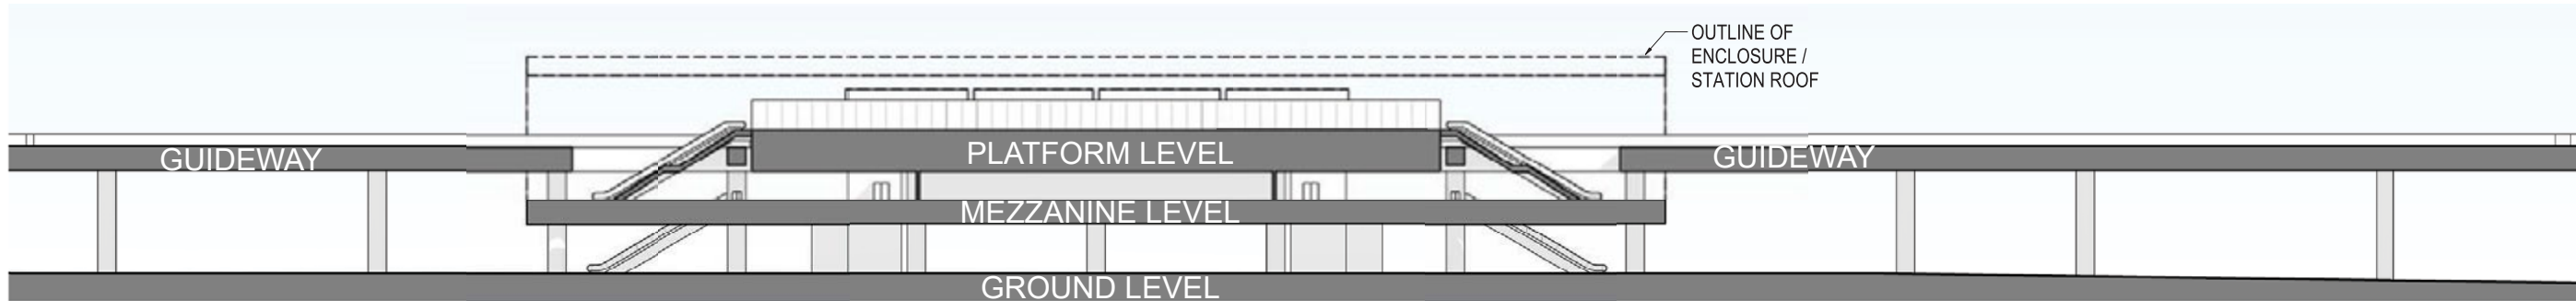 OUTLINE OF
ENCLOSURE /
STATION ROOF
GUIDEWAY
PLATFORM LEVEL
GUIDEWAY
MEZZANINE LEVEL
GROUND LEVEL